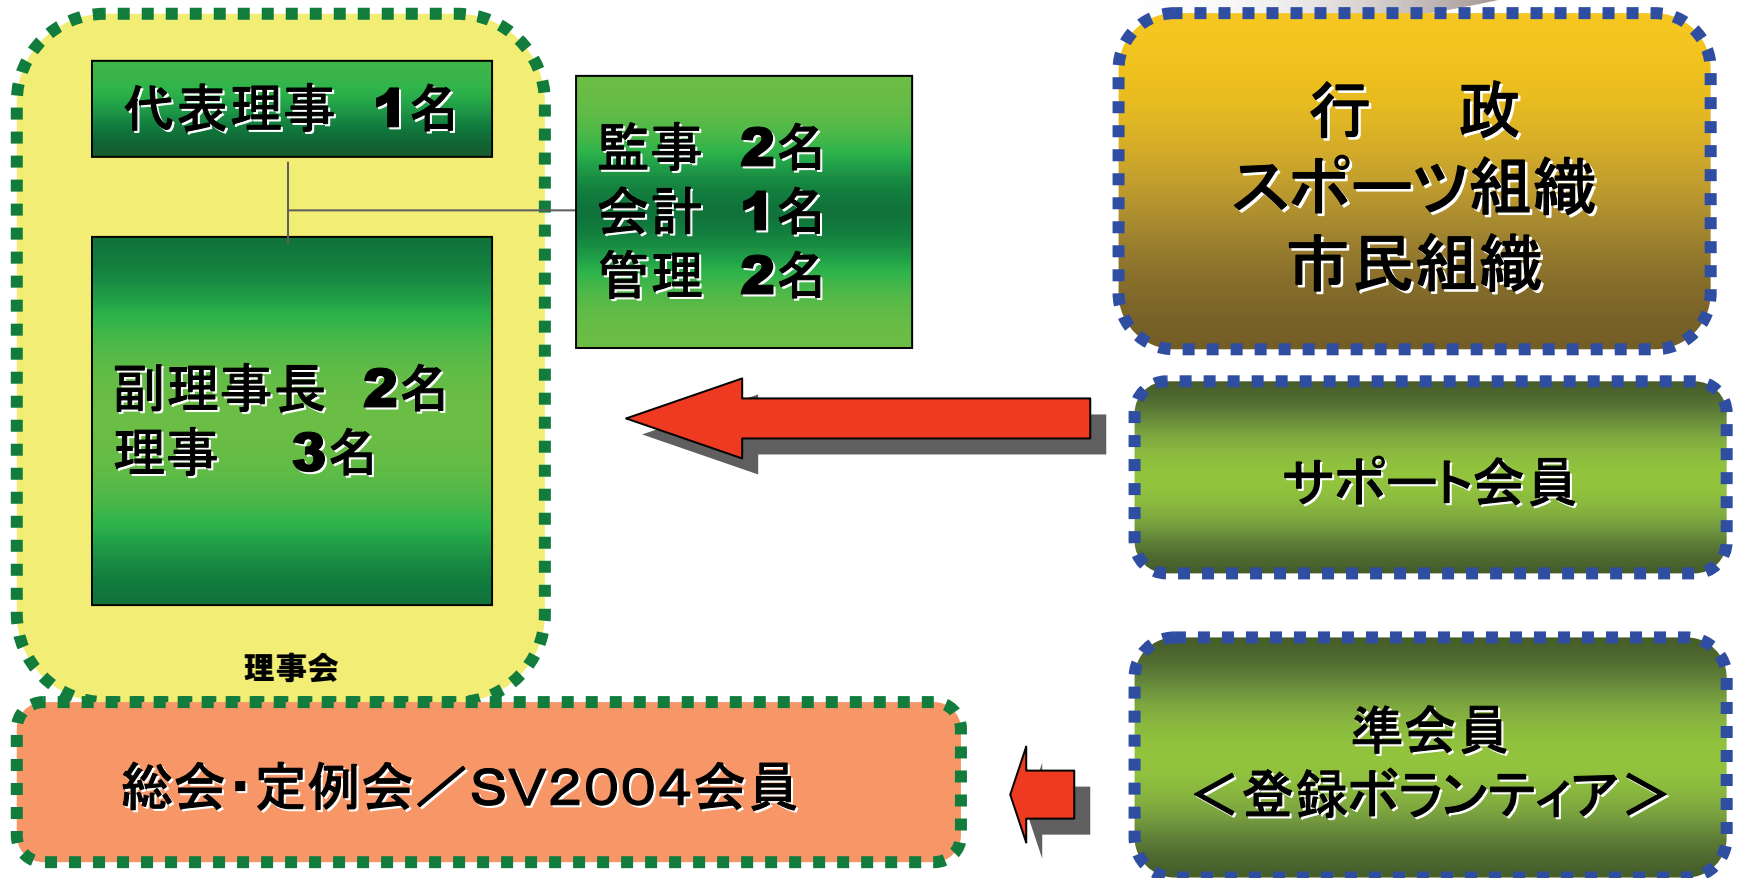 代表理事　1名
監事　2名
会計　1名
管理　2名
副理事長　2名
理事　　3名
理事会
総会・定例会／ＳＶ２００４会員
行　　政
スポーツ組織
市民組織
サポート会員
準会員
＜登録ボランティア＞